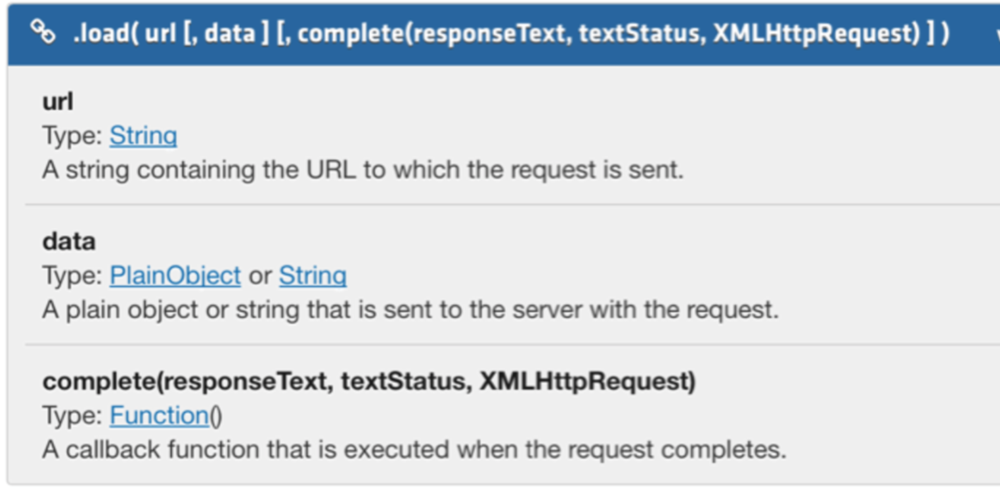 .load( url [, data ] [, complete(responseText, textStatus, XMLHttpRequest) ] )
url
Type: String
A string containing the URL to which the request is sent.
data
Type: PlainObject or String
A plain object or string that is sent to the server with the request.
complete(responseText, textStatus, XMLHttpRequest)
Type: Function()
A callback function that is executed when the request completes.